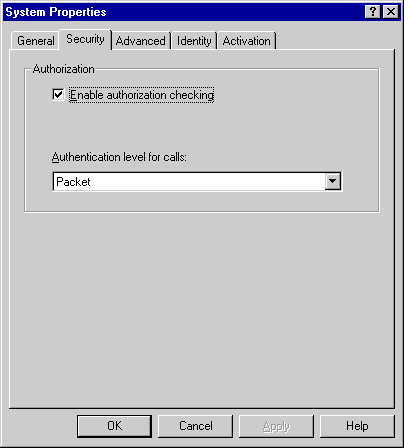 System Properties
General Security Advanced Identity Activation
Authorization
Enable authorization checking
Authentication level for calls:
Packet
OK Cancel Apply Help